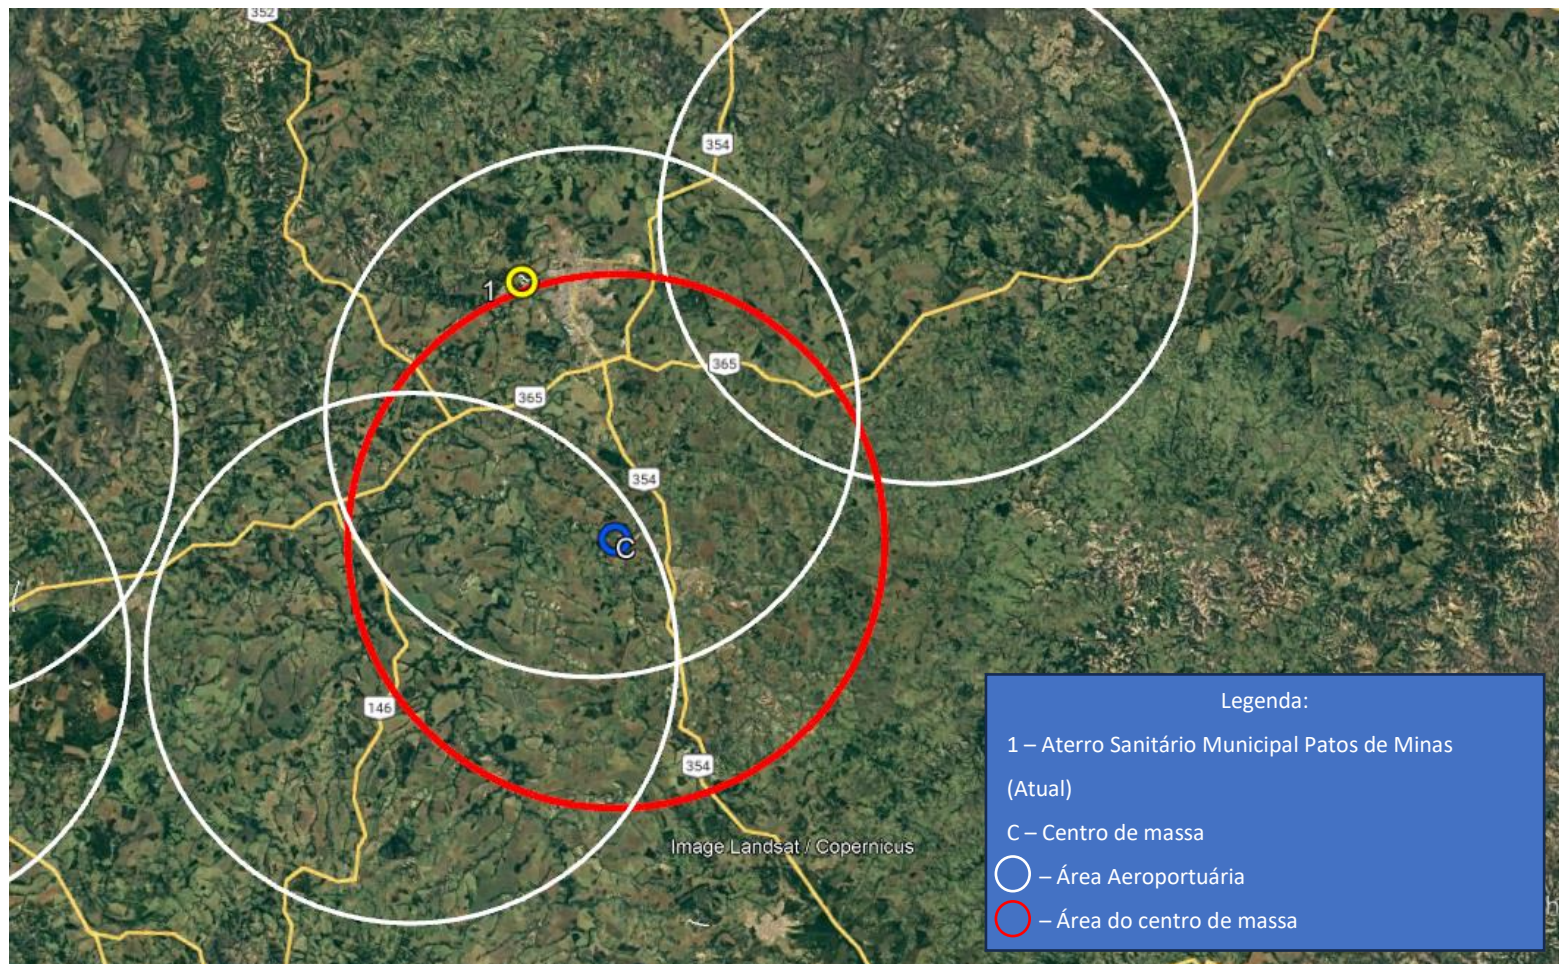 352
354
1
365
365
354
C
146
354
Image Landsat / Copernicus
Legenda:
1 – Aterro Sanitário Municipal Patos de Minas
(Atual)
C – Centro de massa
– Área Aeroportuária
– Área do centro de massa